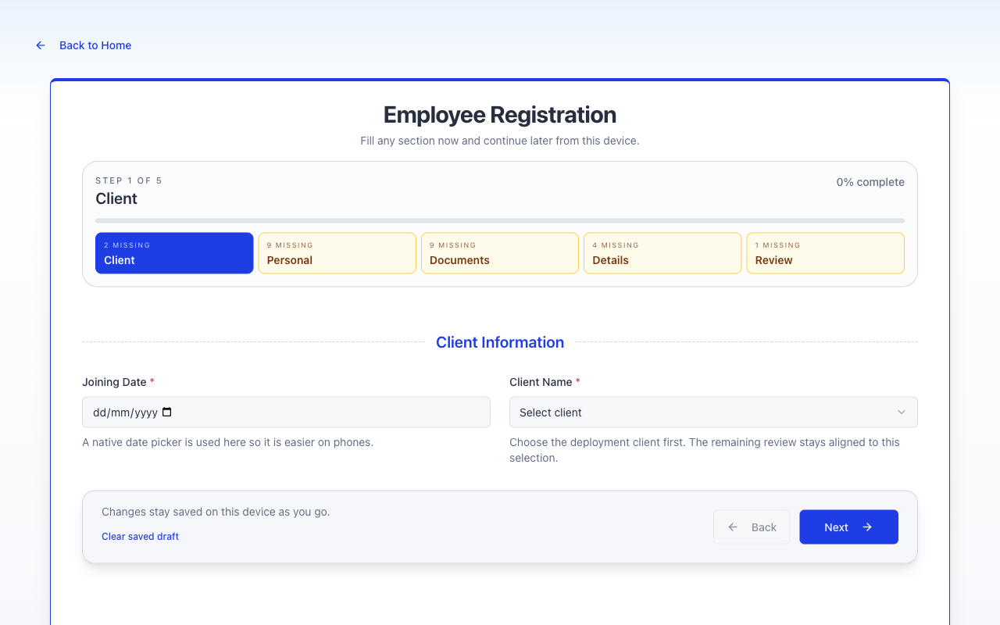 Back to Home
Employee Registration
Fill any section now and continue later from this device.
STEP 1 OF 5
0% complete
Client
2 MISSING
Client
9 MISSING
Personal
9 MISSING
Documents
4 MISSING
Details
1 MISSING
Review
Client Information
Joining Date *
dd/mm/yyyy
A native date picker is used here so it is easier on phones.
Client Name *
Select client
Choose the deployment client first. The remaining review stays aligned to this
selection.
Changes stay saved on this device as you go.
Clear saved draft
Back
Next